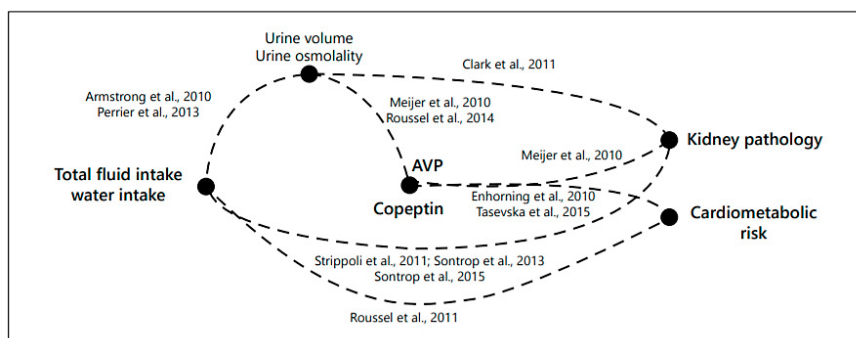 Urine volume
Urine osmolality
Clark et al., 2011
Armstrong et al., 2010
Perrier et al., 2013
Meijer et al., 2010
Roussel et al., 2014
Kidney pathology
Meijer et al., 2010
AVP
Total fluid intake
water intake
Copeptin
Enhorning et al., 2010
Tasevska et al., 2015
Cardiometabolic
risk
Strippoli et al., 2011; Sontrop et al., 2013
Sontrop et al., 2015
Roussel et al., 2011